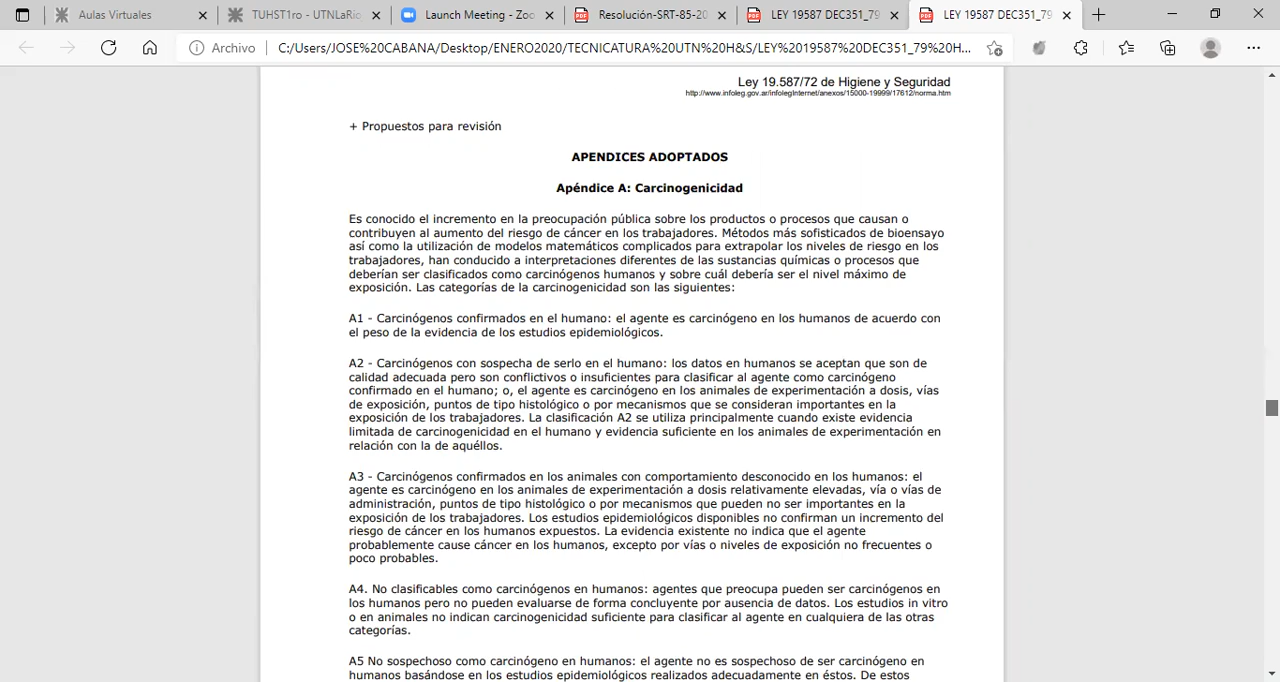 Aulas Virtuales
TUHST1ro - UTNLaRio
Launch Meeting - Zoo
Resolución-SRT-85-20
LEY 19587 DEC351_79
LEY 19587 DEC351_79
Archivo
C:/Users/JOSE%20CABANA/Desktop/ENERO2020/TECNICATURA%20UTN%20H&S/LEY%2019587%20DEC351_79%20H...
Ley 19.587/72 de Higiene y Seguridad
http://www.infoleg.gov.ar/infolegInternet/anexos/15000-19999/17612/norma.htm
+ Propuestos para revisión
APENDICES ADOPTADOS
Apéndice A: Carcinogenicidad
Es conocido el incremento en la preocupación pública sobre los productos o procesos que causan o
contribuyen al aumento del riesgo de cáncer en los trabajadores. Métodos más sofisticados de bioensayo
así como la utilización de modelos matemáticos complicados para extrapolar los niveles de riesgo en los
trabajadores, han conducido a interpretaciones diferentes de las sustancias químicas o procesos que
deberían ser clasificados como carcinógenos humanos y sobre cuál debería ser el nivel máximo de
exposición. Las categorías de la carcinogenicidad son las siguientes:
A1 - Carcinógenos confirmados en el humano: el agente es carcinógeno en los humanos de acuerdo con
el peso de la evidencia de los estudios epidemiológicos.
A2 - Carcinógenos con sospecha de serlo en el humano: los datos en humanos se aceptan que son de
calidad adecuada pero son conflictivos o insuficientes para clasificar al agente como carcinógeno
confirmado en el humano; o, el agente es carcinógeno en los animales de experimentación a dosis, vías
de exposición, puntos de tipo histológico o por mecanismos que se consideran importantes en la
exposición de los trabajadores. La clasificación A2 se utiliza principalmente cuando existe evidencia
limitada de carcinogenicidad en el humano y evidencia suficiente en los animales de experimentación en
relación con la de aquéllos.
A3 - Carcinógenos confirmados en los animales con comportamiento desconocido en los humanos: el
agente es carcinógeno en los animales de experimentación a dosis relativamente elevadas, vía o vías de
administración, puntos de tipo histológico o por mecanismos que pueden no ser importantes en la
exposición de los trabajadores. Los estudios epidemiológicos disponibles no confirman un incremento del
riesgo de cáncer en los humanos expuestos. La evidencia existente no indica que el agente
probablemente cause cáncer en los humanos, excepto por vías o niveles de exposición no frecuentes o
poco probables.
A4. No clasificables como carcinógenos en humanos: agentes que preocupa pueden ser carcinógenos en
los humanos pero no pueden evaluarse de forma concluyente por ausencia de datos. Los estudios in vitro
o en animales no indican carcinogenicidad suficiente para clasificar al agente en cualquiera de las otras
categorías.
A5 No sospechoso como carcinógeno en humanos: el agente no es sospechoso de ser carcinógeno en
humanos basándose en los estudios epidemiológicos realizados adecuadamente en éstos. De estos